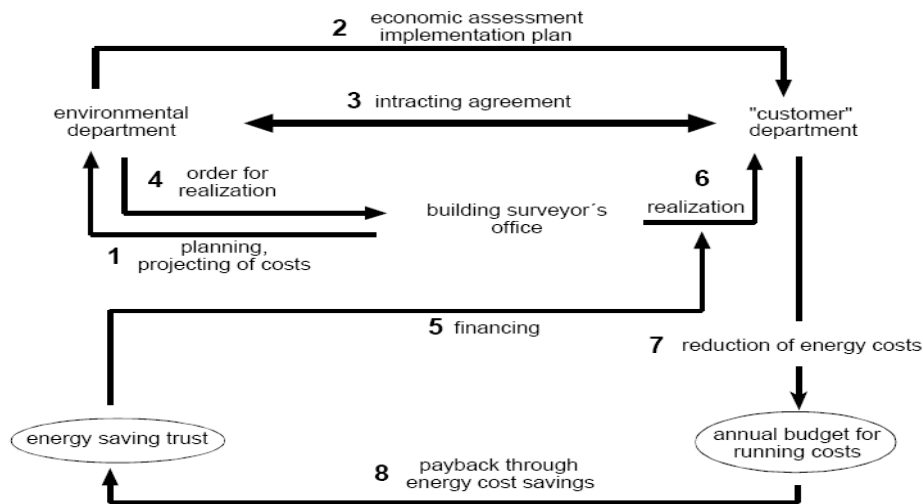 2 economic assessment
implementation plan
environmental
department
3 intracting agreement
"customer"
department
4 order for
realization
building surveyor´s
office
6
realization
1 planning,
projecting of costs
5 financing
7 reduction of energy costs
energy saving trust
annual budget for
running costs
8 payback through
energy cost savings